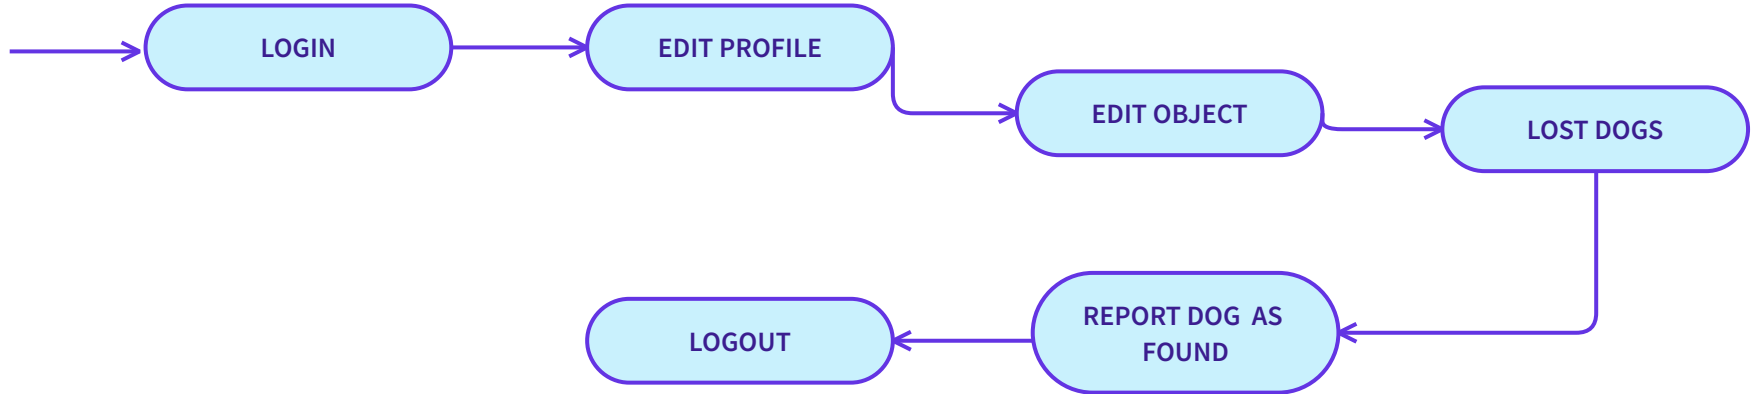 LOGIN
EDIT PROFILE
EDIT OBJECT
LOST DOGS
REPORT DOG  AS
FOUND
LOGOUT